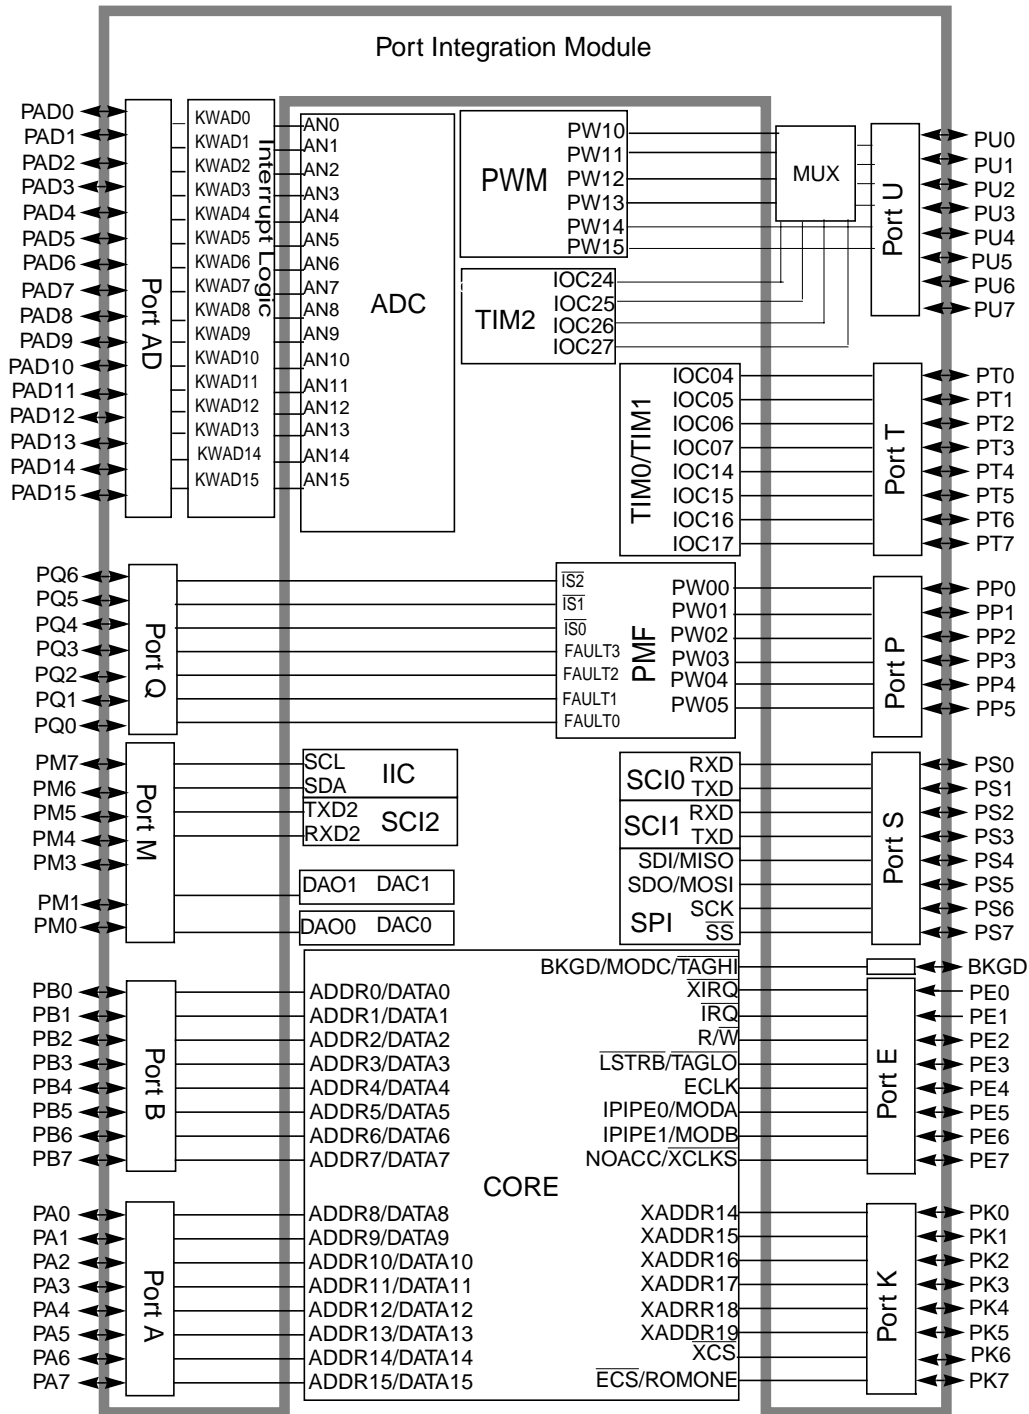 Port Integration Module
PAD0
PAD1
PAD2
PAD3
PAD4
PAD5
PAD6
PAD7
PAD8
PAD9
PAD10
PAD11
PAD12
PAD13
PAD14
PAD15
Port AD
KWAD0
KWAD1
KWAD2
KWAD3
KWAD4
KWAD5
KWAD6
KWAD7
KWAD8
KWAD9
KWAD10
KWAD11
KWAD12
KWAD13
KWAD14
KWAD15
Interrupt Logic
AN0
AN1
AN2
AN3
AN4
AN5
AN6
AN7
AN8
AN9
AN10
AN11
AN12
AN13
AN14
AN15
ADC
PWM
PW10
PW11
PW12
PW13
PW14
PW15
MUX
Port U
PU0
PU1
PU2
PU3
PU4
PU5
PU6
PU7
TIM2
IOC24
IOC25
IOC26
IOC27
TIM0/TIM1
IOC04
IOC05
IOC06
IOC07
IOC14
IOC15
IOC16
IOC17
Port T
PT0
PT1
PT2
PT3
PT4
PT5
PT6
PT7
PQ6
PQ5
PQ4
PQ3
PQ2
PQ1
PQ0
Port Q
IS2
IS1
IS0
FAULT3
FAULT2
FAULT1
FAULT0
PMF
PW00
PW01
PW02
PW03
PW04
PW05
Port P
PP0
PP1
PP2
PP3
PP4
PP5
PM7
PM6
PM5
PM4
PM3
PM1
PM0
Port M
SCL
SDA
IIC
TXD2
RXD2
SCI2
DAO1 DAC1
DAO0 DAC0
SCI0
RXD
TXD
SCI1
RXD
TXD
SDI/MISO
SDO/MOSI
SCK
SS
SPI
Port S
PS0
PS1
PS2
PS3
PS4
PS5
PS6
PS7
BKGD/MODC/TAGHI
BKGD
PB0
PB1
PB2
PB3
PB4
PB5
PB6
PB7
Port B
ADDR0/DATA0
ADDR1/DATA1
ADDR2/DATA2
ADDR3/DATA3
ADDR4/DATA4
ADDR5/DATA5
ADDR6/DATA6
ADDR7/DATA7
XIRQ
IRQ
R/W
LSTRB/TAGLO
ECLK
IPIPE0/MODA
IPIPE1/MODB
NOACC/XCLKS
Port E
PE0
PE1
PE2
PE3
PE4
PE5
PE6
PE7
CORE
PA0
PA1
PA2
PA3
PA4
PA5
PA6
PA7
Port A
ADDR8/DATA8
ADDR9/DATA9
ADDR10/DATA10
ADDR11/DATA11
ADDR12/DATA12
ADDR13/DATA13
ADDR14/DATA14
ADDR15/DATA15
XADDR14
XADDR15
XADDR16
XADDR17
XADRR18
XADDR19
XCS
ECS/ROMONE
Port K
PK0
PK1
PK2
PK3
PK4
PK5
PK6
PK7